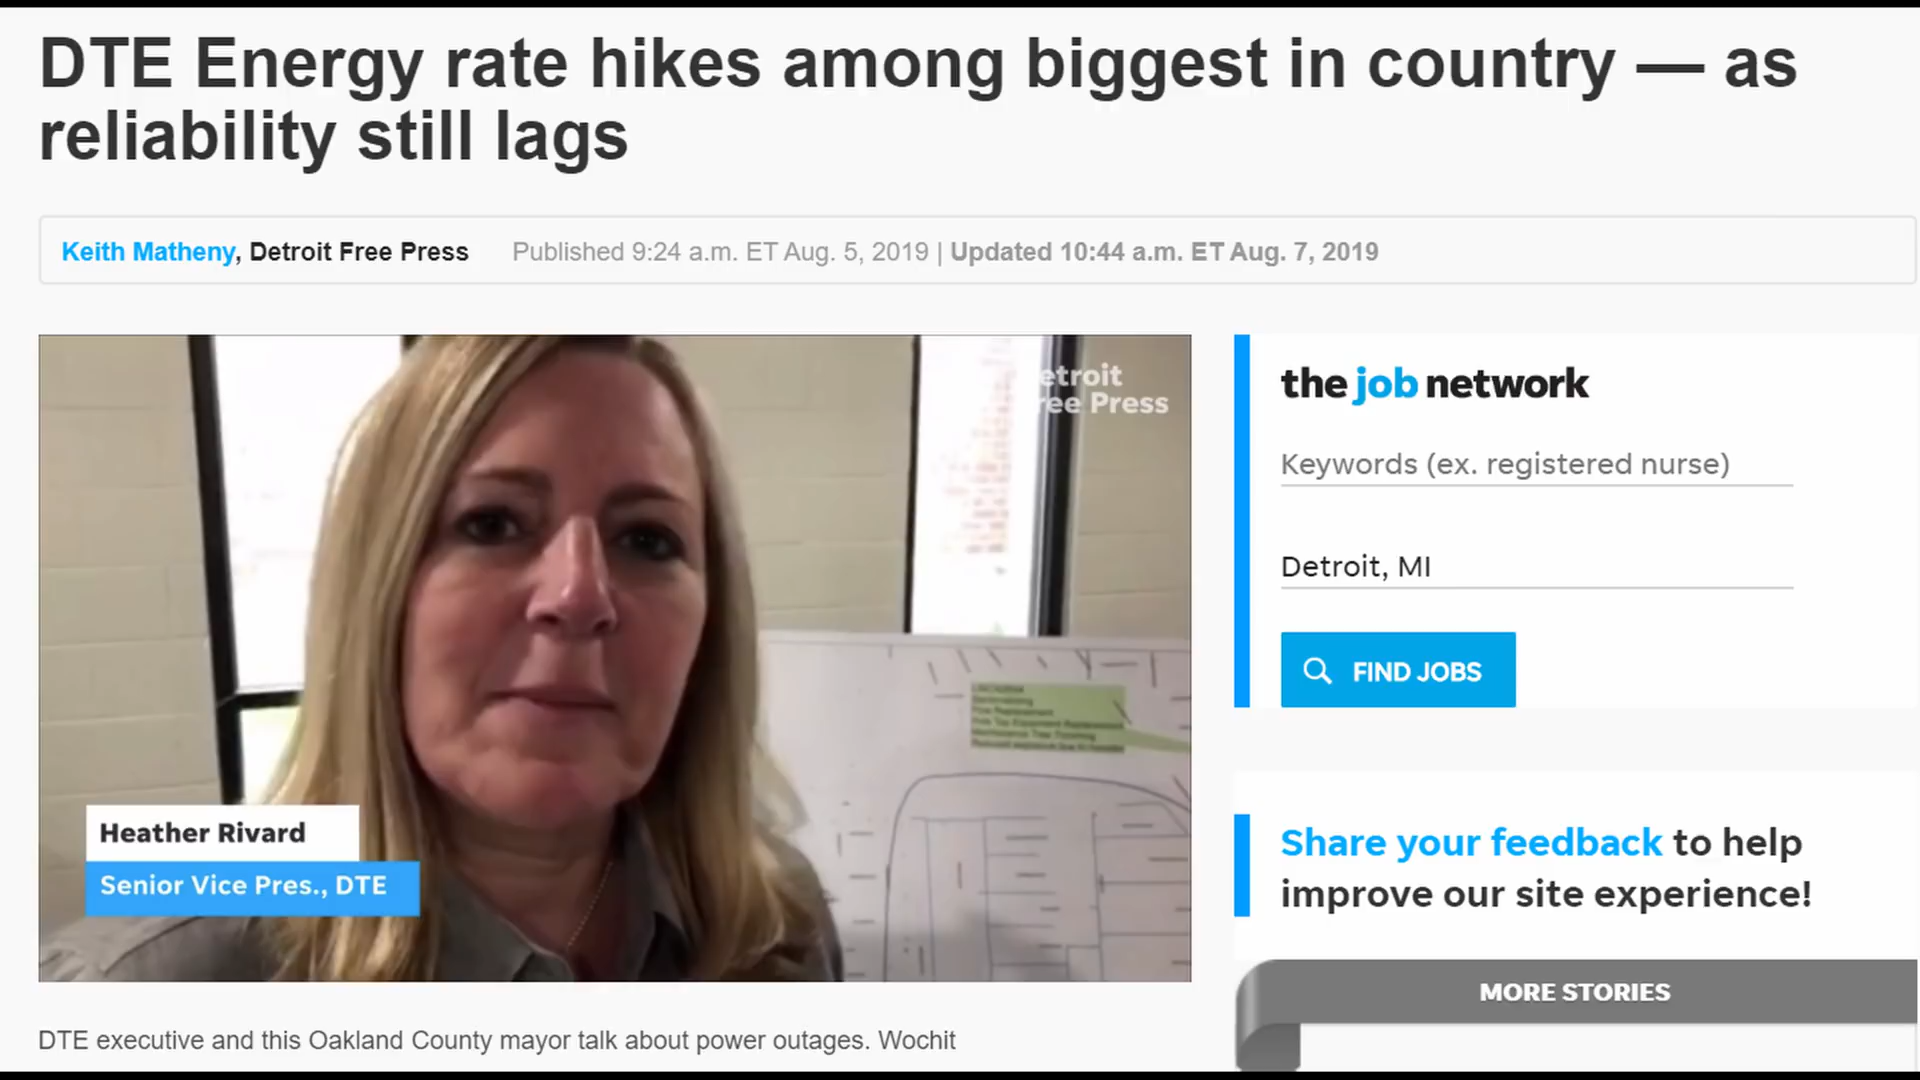 DTE Energy rate hikes among biggest in country — as
reliability still lags
Keith Matheny, Detroit Free Press Published 9:24 a.m. ET Aug. 5, 2019 | Updated 10:44 a.m. ET Aug. 7, 2019
etroit
ree Press
Heather Rivard
Senior Vice Pres., DTE
DTE executive and this Oakland County mayor talk about power outages. Wochit
the job network
Keywords (ex. registered nurse)
Detroit, MI
FIND JOBS
Share your feedback to help
improve our site experience!
MORE STORIES